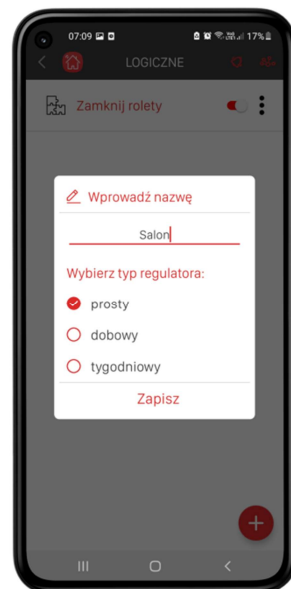 07:09
17%
LOGICZNE
Zamknij rolety
Wprowadź nazwę
Salon
Wybierz typ regulatora:
prosty
dobowy
tygodniowy
Zapisz